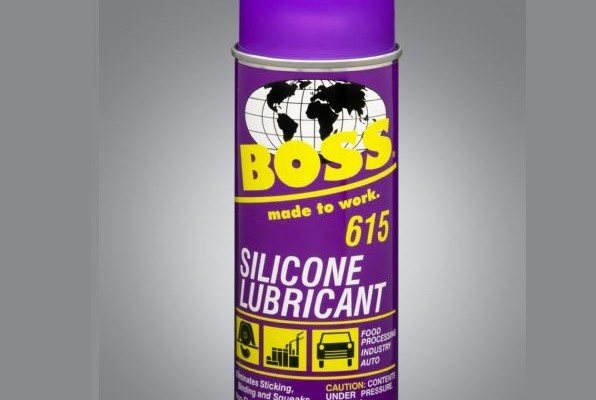 BOSS.
made to work.
615
SILICONE
LUBRICANT
FOOD
PROCESSING
INDUSTRY
AUTO
Eliminates Sticking,
Binding and Squeaks
CAUTION: CONTENTS
UNDER PRESSURE.